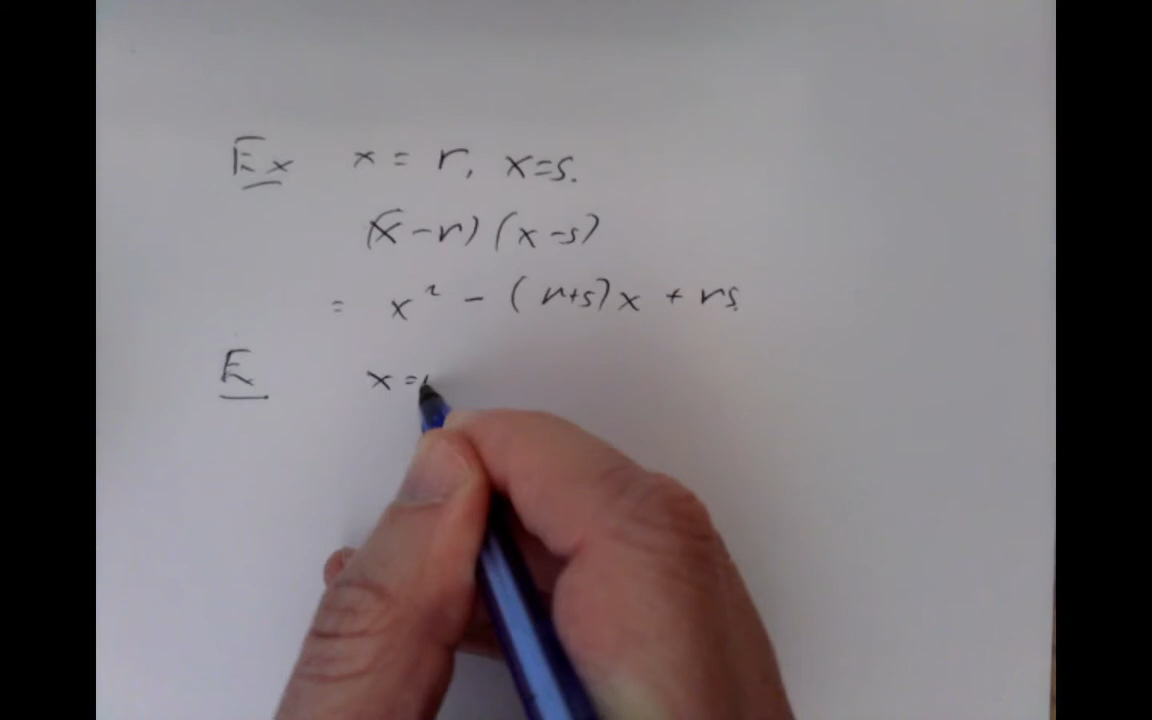 Ex x = r, x=s.
(x-r) (x-s)
= x² - (r+s)x + rs.
E x =